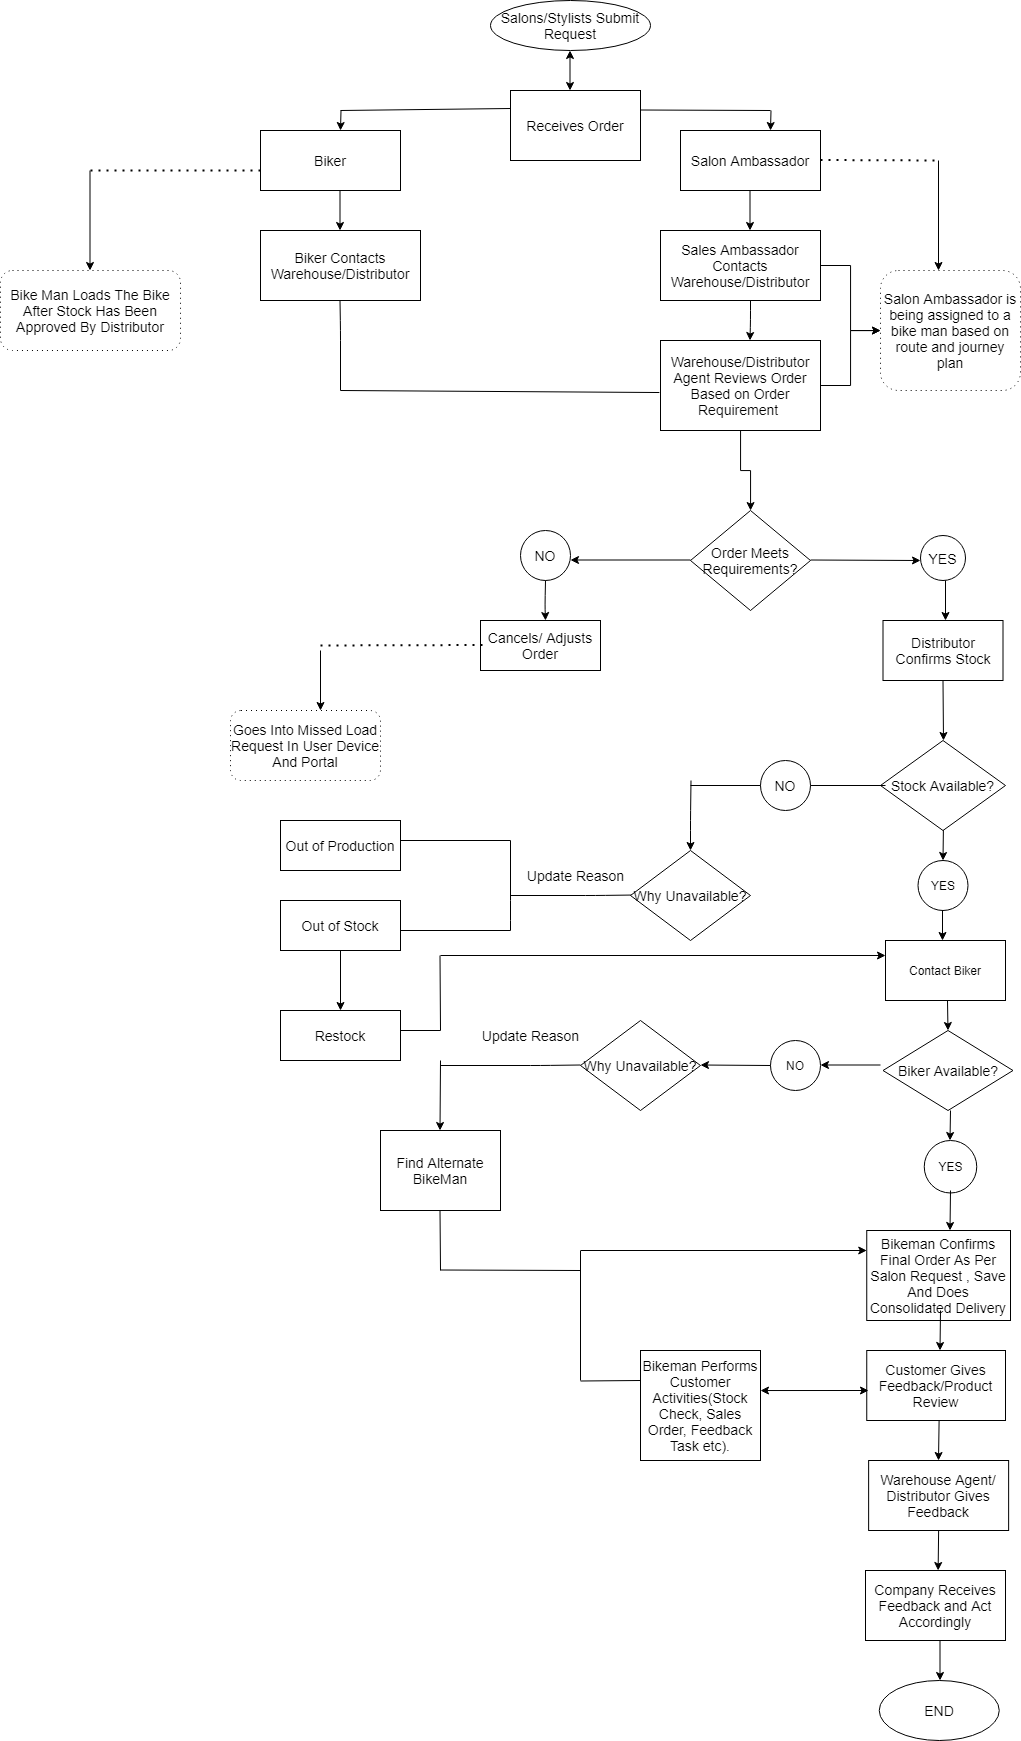 Salons/Stylists Submit
Request
Receives Order
Biker
Salon Ambassador
Biker Contacts
Warehouse/Distributor
Sales Ambassador
Contacts
Warehouse/Distributor
Bike Man Loads The Bike
After Stock Has Been
Approved By Distributor
Salon Ambassador is
being assigned to a
bike man based on
route and journey
plan
Warehouse/Distributor
Agent Reviews Order
Based on Order
Requirement
Order Meets
Requirements?
NO
YES
Cancels/ Adjusts
Order
Distributor
Confirms Stock
Goes Into Missed Load
Request In User Device
And Portal
Stock Available?
NO
Out of Production
Update Reason
Why Unavailable?
YES
Out of Stock
Contact Biker
Restock
Update Reason
Why Unavailable?
NO
Biker Available?
Find Alternate
BikeMan
YES
Bikeman Confirms
Final Order As Per
Salon Request , Save
And Does
Consolidated Delivery
Bikeman Performs
Customer
Activities(Stock
Check, Sales
Order, Feedback
Task etc).
Customer Gives
Feedback/Product
Review
Warehouse Agent/
Distributor Gives
Feedback
Company Receives
Feedback and Act
Accordingly
END